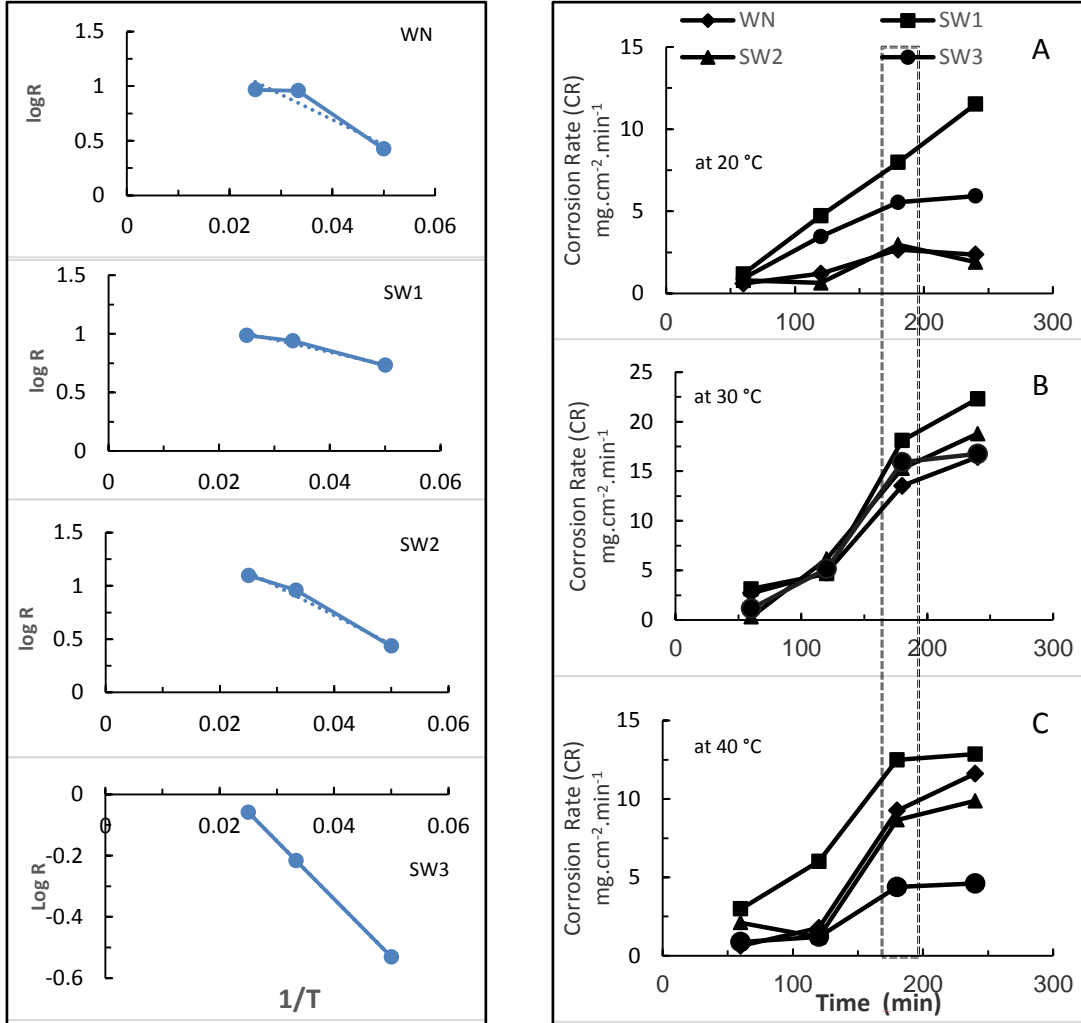 WN
logR
1.5
1
0.5
0
0 0.02 0.04 0.06
SW1
log R
1.5
1
0.5
0
0 0.02 0.04 0.06
SW2
log R
1.5
1
0.5
0
0 0.02 0.04 0.06
SW3
Log R
0
-0.2
-0.4
-0.6
0 0.02 0.04 0.06
1/T
WN SW1
SW2 SW3
A
at 20 °C
Corrosion Rate (CR)
mg.cm⁻².min⁻¹
15
10
5
0
0 100 200 300
B
at 30 °C
Corrosion Rate (CR)
mg.cm⁻².min⁻¹
25
20
15
10
5
0
0 100 200 300
C
at 40 °C
Corrosion Rate (CR)
mg.cm⁻².min⁻¹
15
10
5
0
0 100 200 300
Time (min)